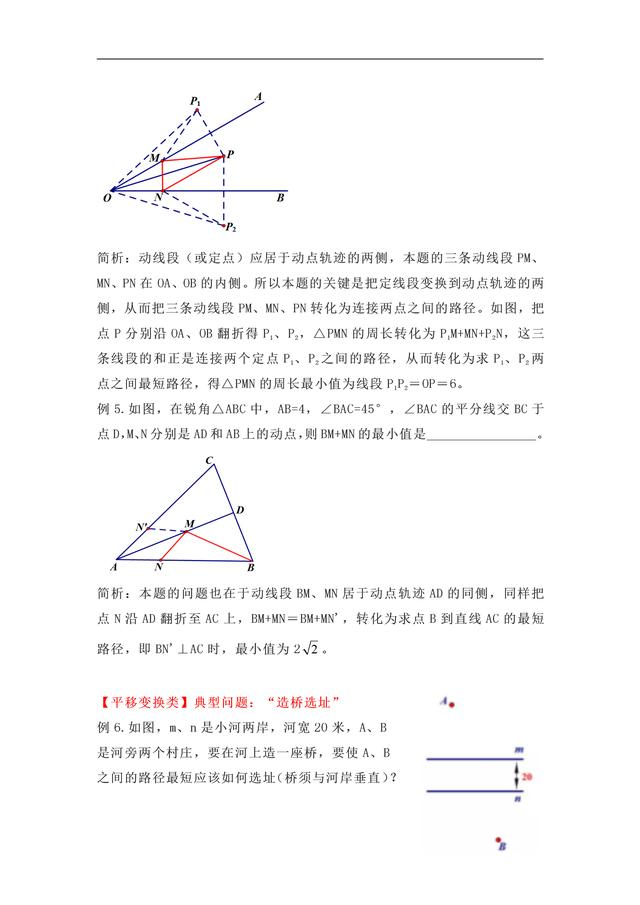 P₁
A
M
P
O
N
B
P₂
简析：动线段（或定点）应居于动点轨迹的两侧，本题的三条动线段 PM、
MN、PN 在 OA、OB 的内侧。所以本题的关键是把定线段变换到动点轨迹的两
侧，从而把三条动线段 PM、MN、PN 转化为连接两点之间的路径。如图，把
点 P 分别沿 OA、OB 翻折得 P₁、P₂，△PMN 的周长转化为 P₁M+MN+P₂N，这三
条线段的和正是连接两个定点 P₁、P₂之间的路径，从而转化为求 P₁、P₂两
点之间最短路径，得△PMN 的周长最小值为线段 P₁P₂＝OP＝6。
例 5.如图，在锐角△ABC 中，AB=4，∠BAC=45°，∠BAC 的平分线交 BC 于
点 D,M、N 分别是 AD 和 AB 上的动点,则 BM+MN 的最小值是________________。
C
D
N'
M
A
N
B
简析：本题的问题也在于动线段 BM、MN 居于动点轨迹 AD 的同侧，同样把
点 N 沿 AD 翻折至 AC 上，BM+MN＝BM+MN'，转化为求点 B 到直线 AC 的最短
路径，即 BN'⊥AC 时，最小值为 2√2 。
【平移变换类】典型问题：“造桥选址”
例 6.如图，m、n 是小河两岸，河宽 20 米，A、B
是河旁两个村庄，要在河上造一座桥，要使 A、B
之间的路径最短应该如何选址(桥须与河岸垂直)？
A
m
20
n
B